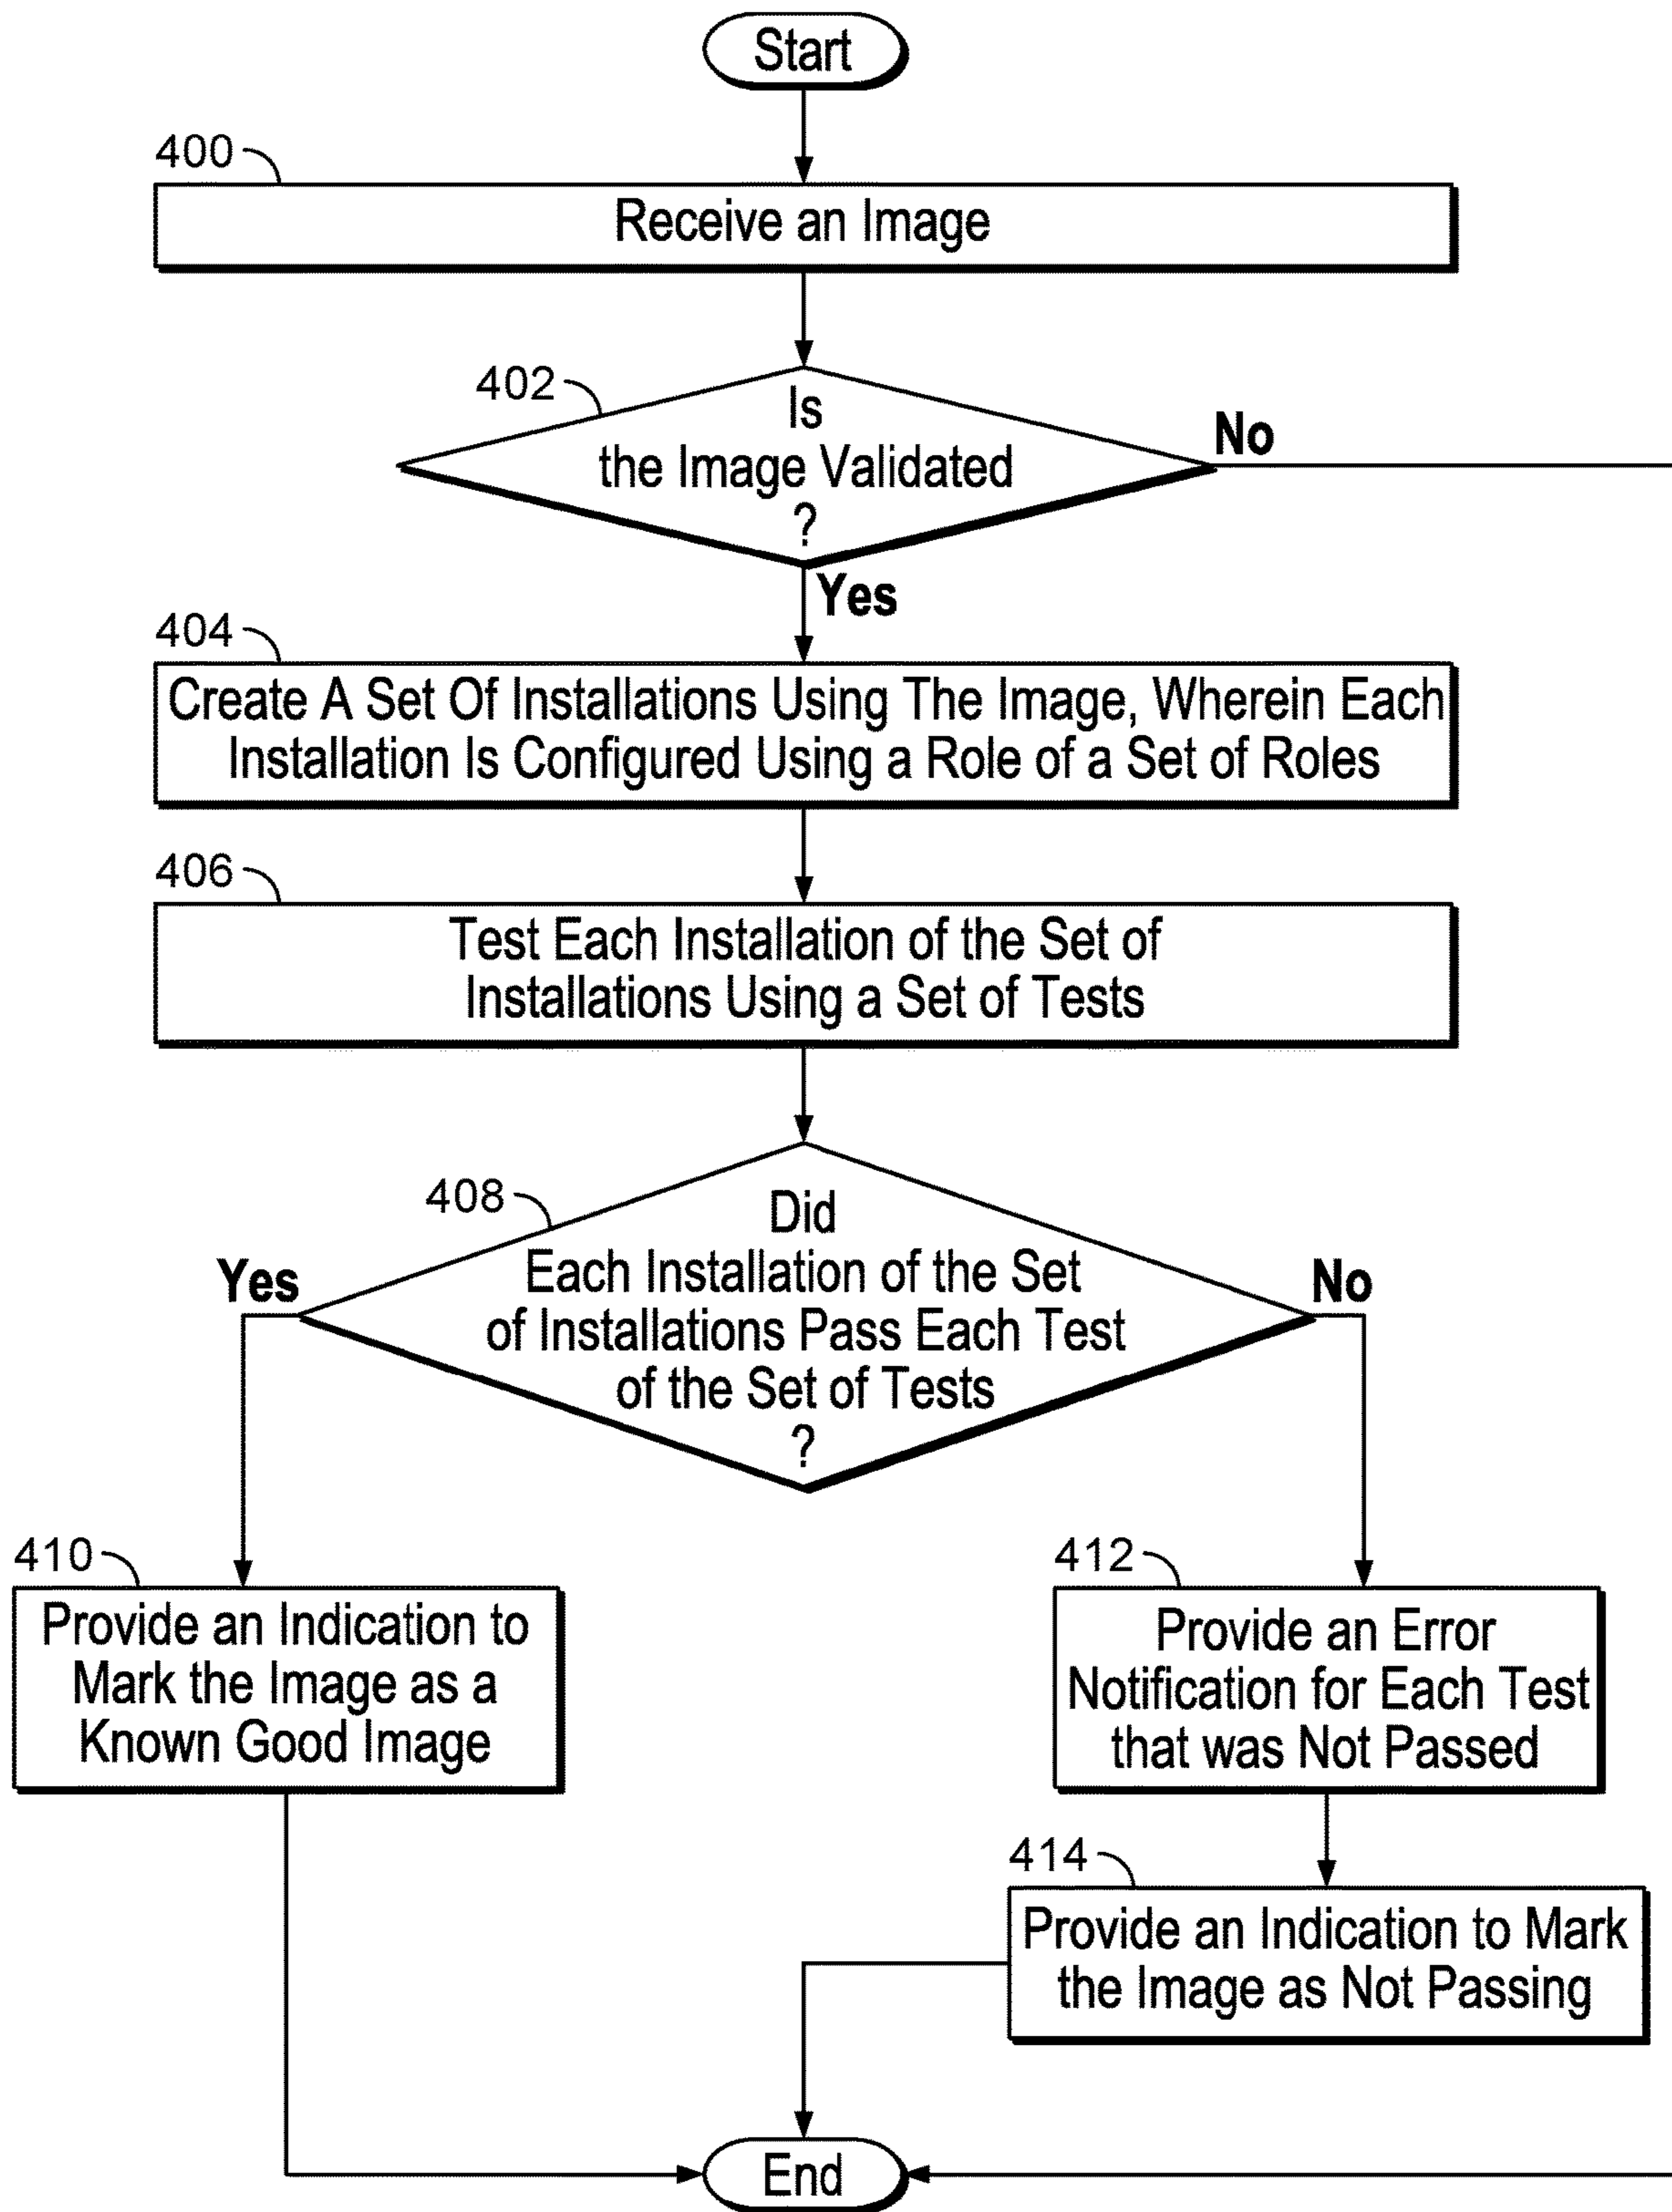 Start
400
Receive an Image
402
Is
the Image Validated
?
No
Yes
404
Create A Set Of Installations Using The Image, Wherein Each
Installation Is Configured Using a Role of a Set of Roles
406
Test Each Installation of the Set of
Installations Using a Set of Tests
408
Did
Each Installation of the Set
of Installations Pass Each Test
of the Set of Tests
?
Yes
No
410
Provide an Indication to
Mark the Image as a
Known Good Image
412
Provide an Error
Notification for Each Test
that was Not Passed
414
Provide an Indication to Mark
the Image as Not Passing
End